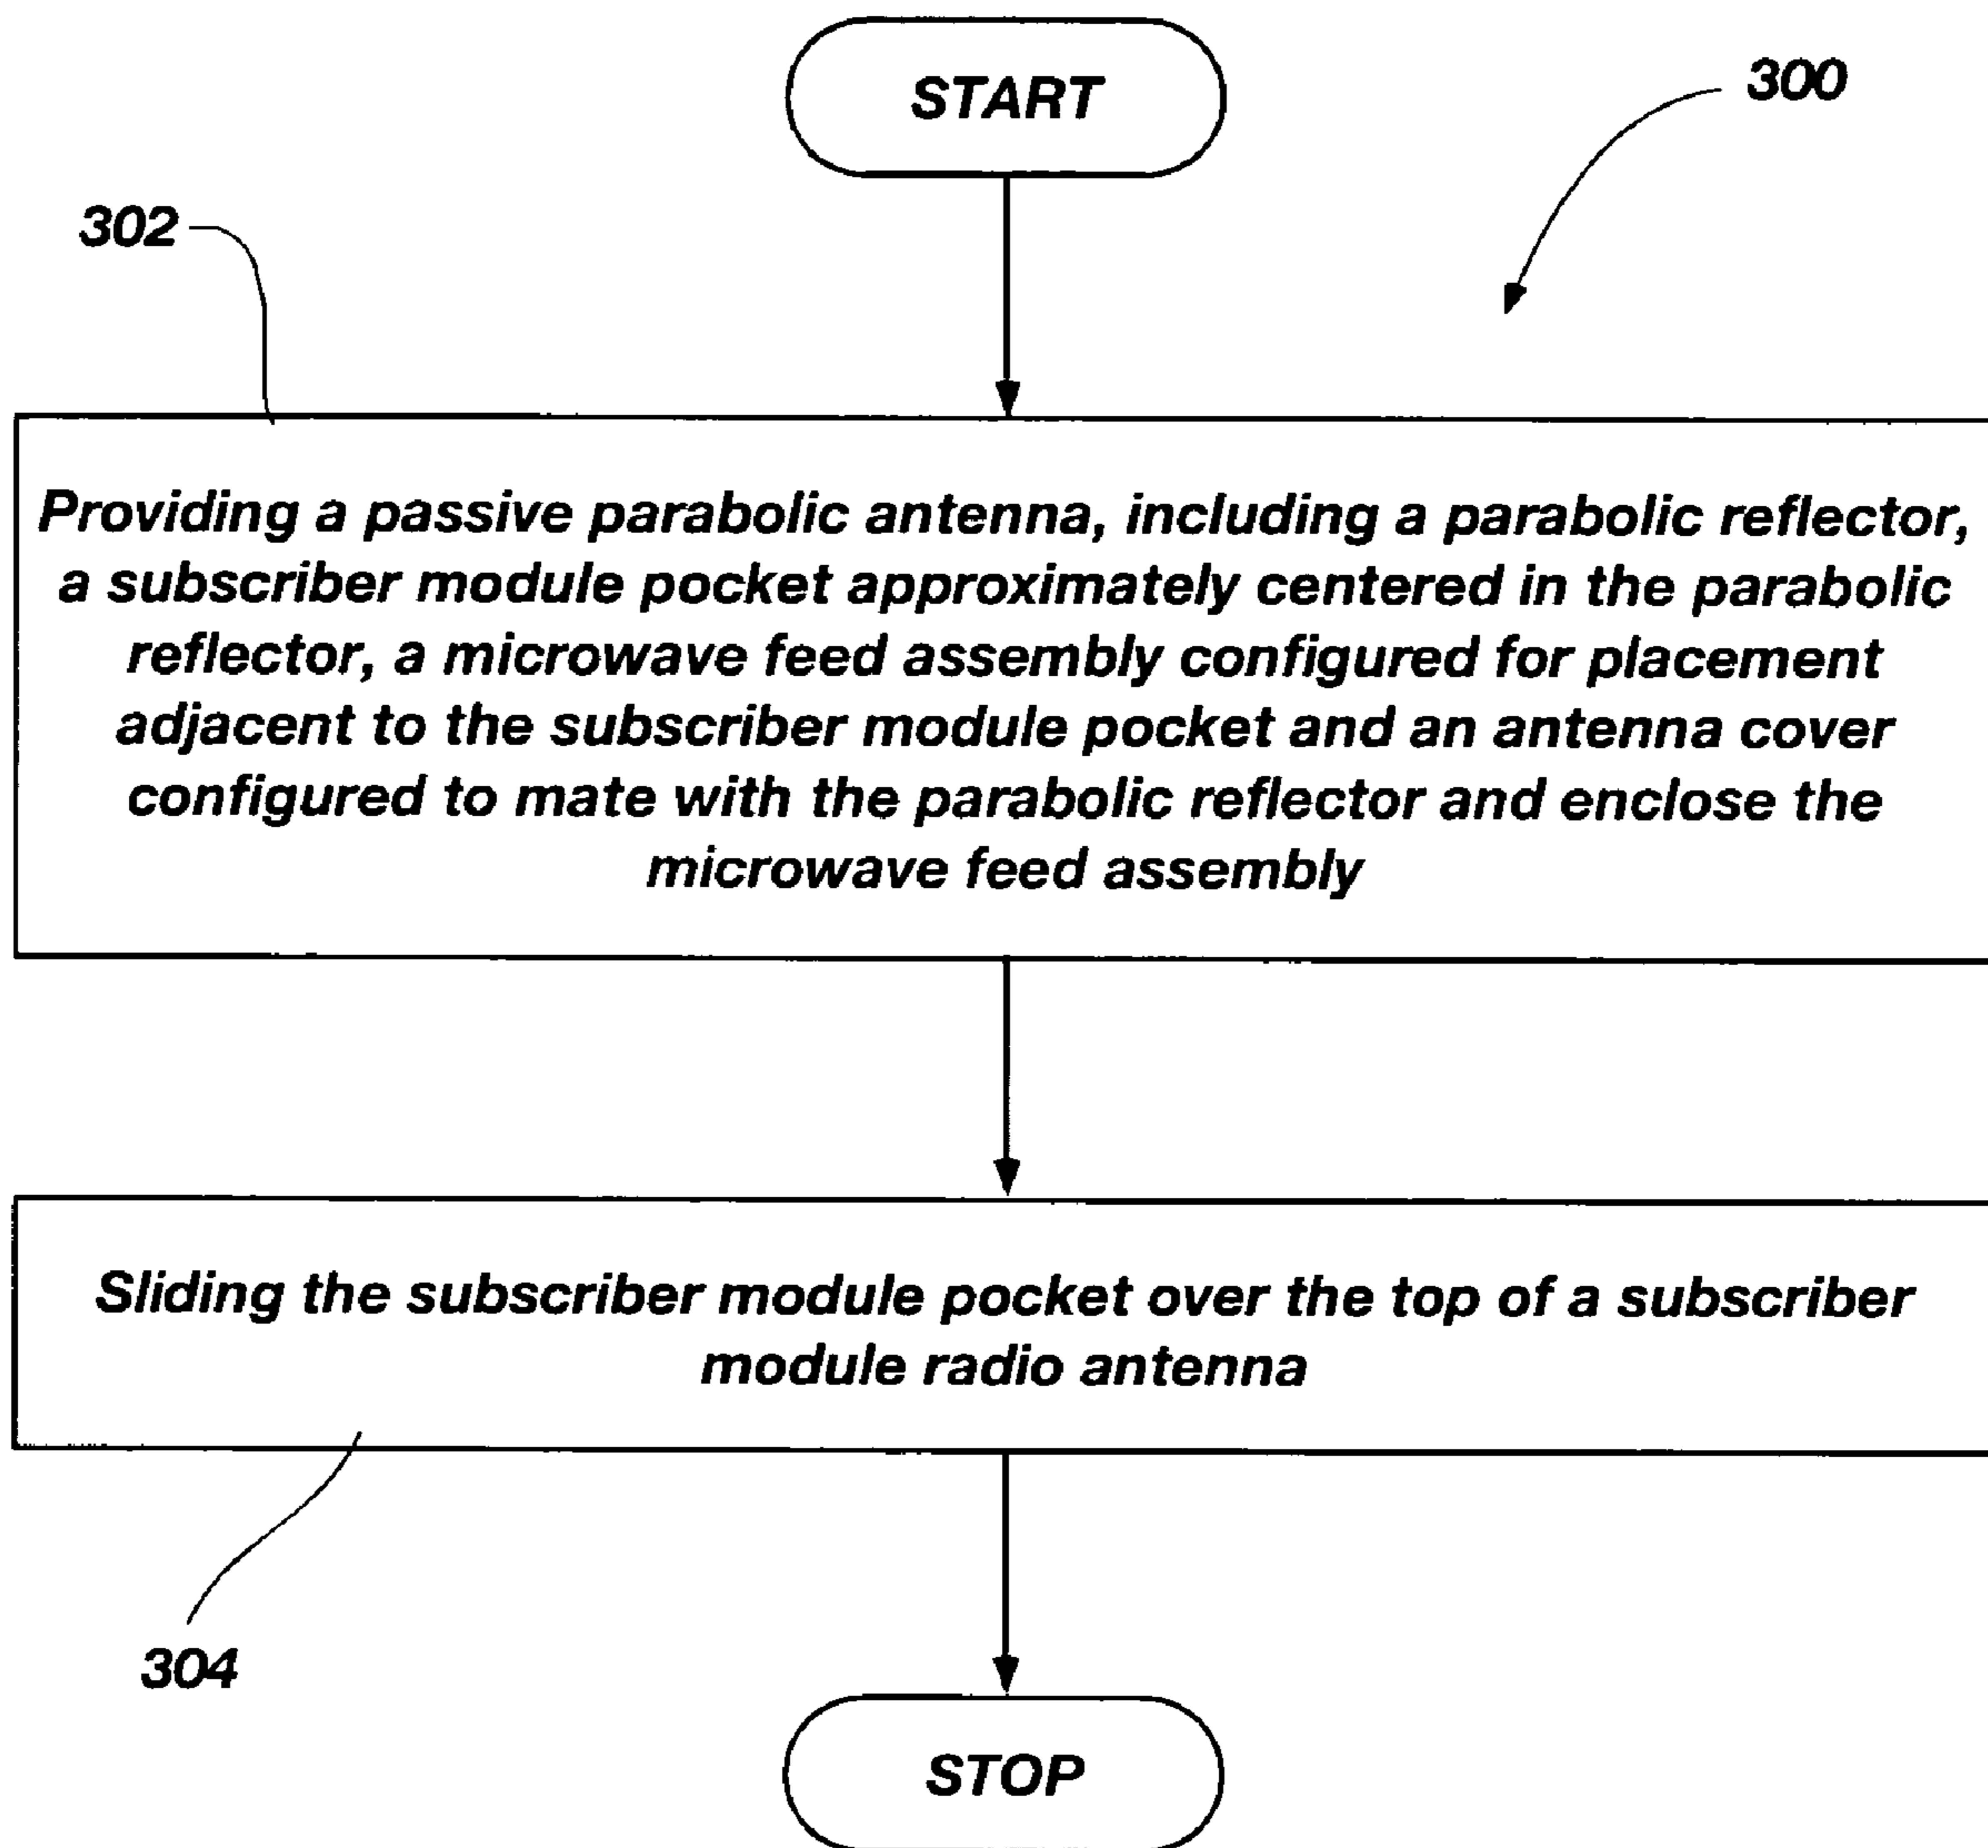 START
300
302
Providing a passive parabolic antenna, including a parabolic reflector,
a subscriber module pocket approximately centered in the parabolic
reflector, a microwave feed assembly configured for placement
adjacent to the subscriber module pocket and an antenna cover
configured to mate with the parabolic reflector and enclose the
microwave feed assembly
Sliding the subscriber module pocket over the top of a subscriber
module radio antenna
304
STOP